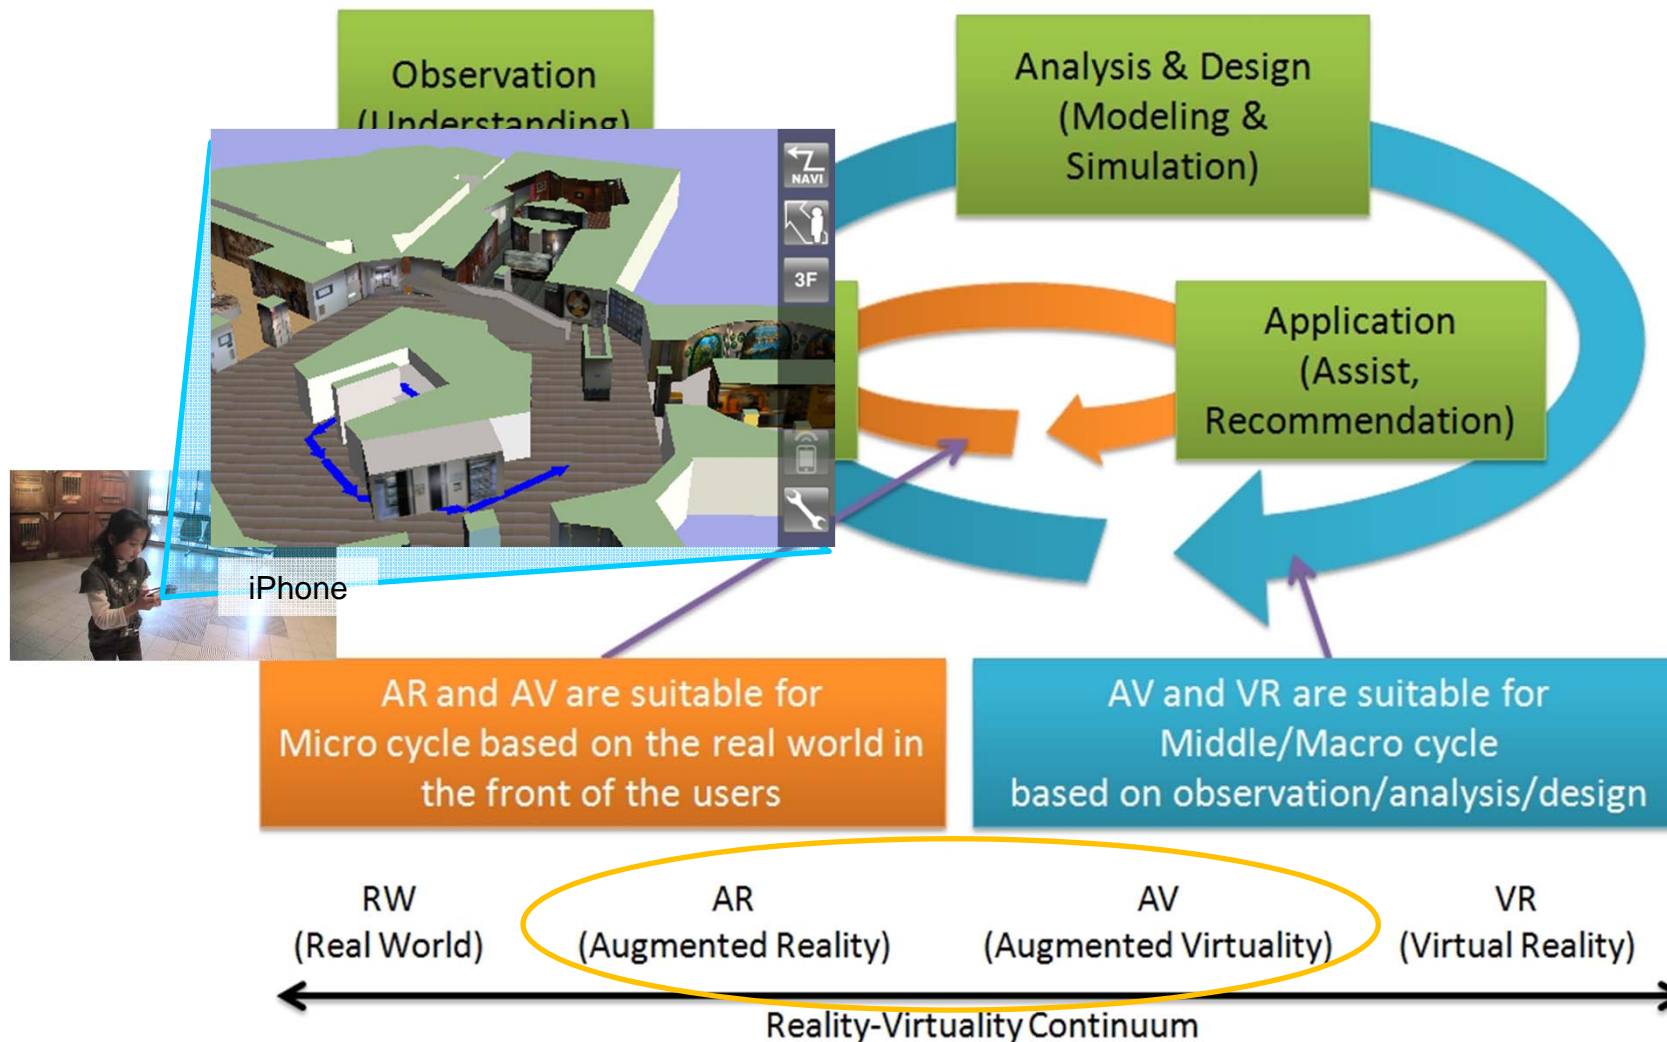 Observation
(Understanding)
Analysis & Design
(Modeling &
Simulation)
NAVI
3F
Application
(Assist,
Recommendation)
iPhone
AR and AV are suitable for
Micro cycle based on the real world in
the front of the users
AV and VR are suitable for
Middle/Macro cycle
based on observation/analysis/design
RW
(Real World)
AR
(Augmented Reality)
AV
(Augmented Virtuality)
VR
(Virtual Reality)
Reality-Virtuality Continuum